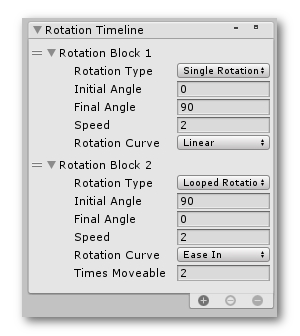 Rotation Timeline
Rotation Block 1
Rotation Type Single Rotation
Initial Angle 0
Final Angle 90
Speed 2
Rotation Curve Linear
Rotation Block 2
Rotation Type Looped Rotatio
Initial Angle 90
Final Angle 0
Speed 2
Rotation Curve Ease In
Times Moveable 2